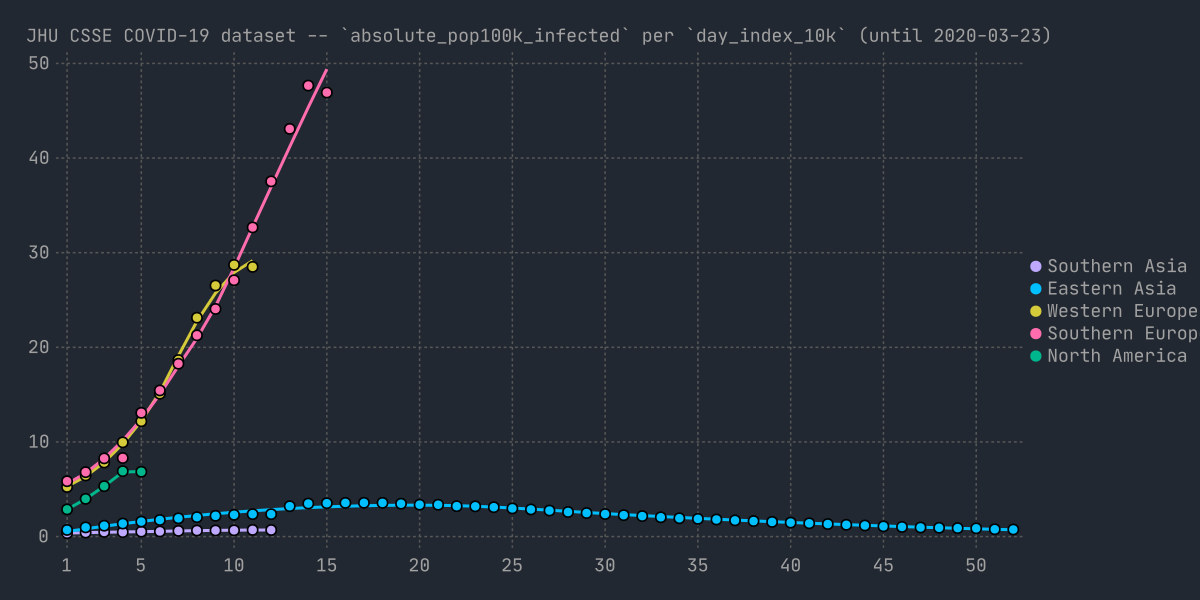 JHU CSSE COVID-19 dataset -- `absolute_pop100k_infected` per `day_index_10k` (until 2020-03-23)
50
40
30
20
10
0
1 5 10 15 20 25 30 35 40 45 50
Southern Asia
Eastern Asia
Western Europe
Southern Europ
North America